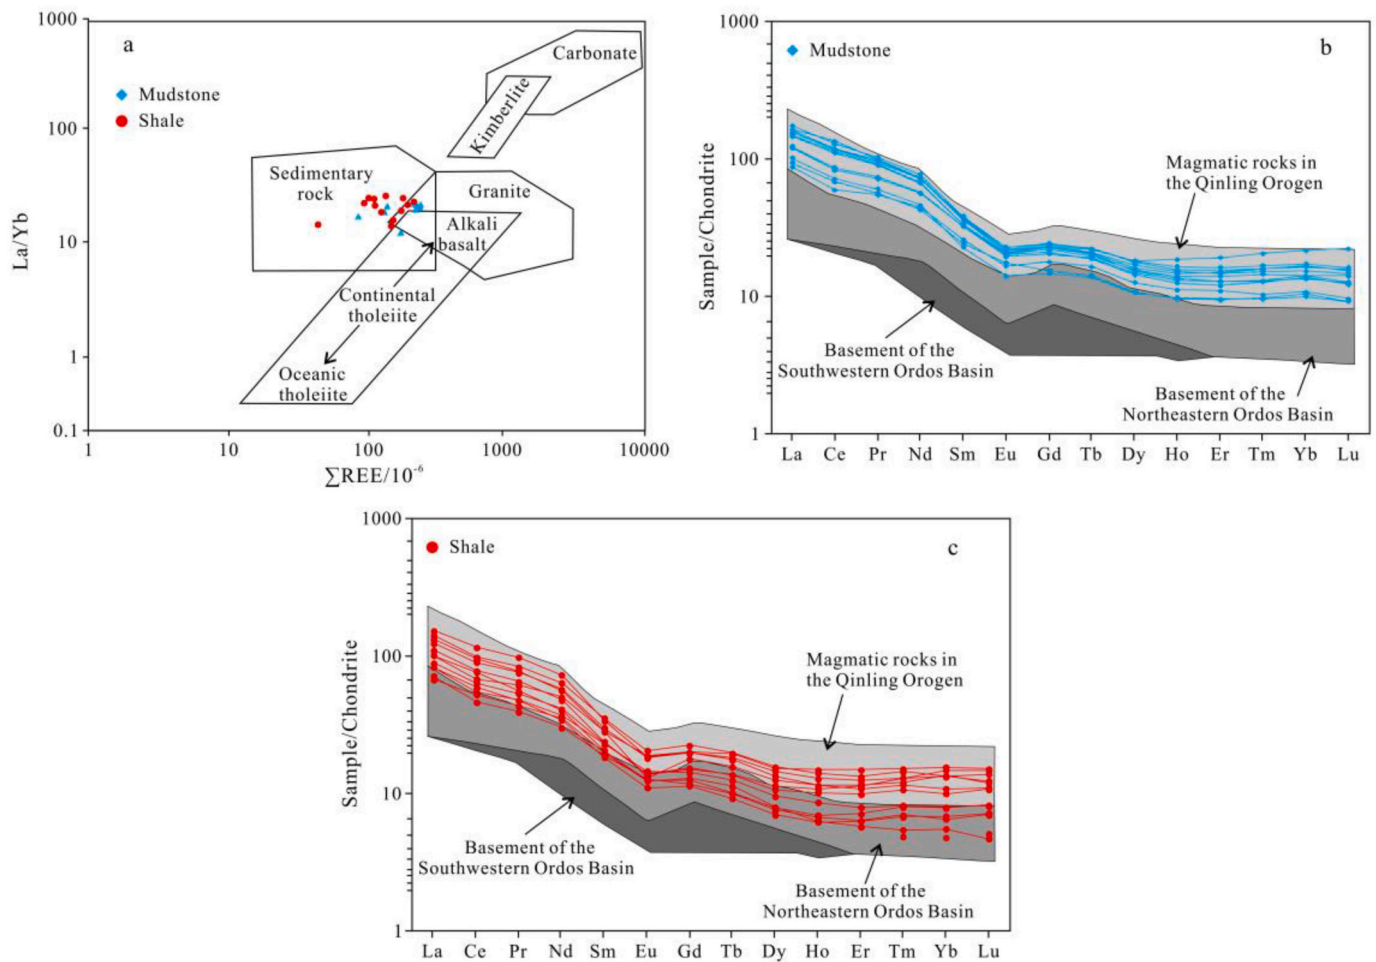 a
1000
100
10
1
0.1
La/Yb
Mudstone
Shale
Carbonate
Kimberlite
Sedimentary
rock
Granite
Alkali
basalt
Continental
tholeiite
Oceanic
tholeiite
1
10
100
1000
10000
∑REE/10⁻⁶
b
1000
100
10
1
Sample/Chondrite
Mudstone
Magmatic rocks in
the Qinling Orogen
Basement of the
Southwestern Ordos Basin
Basement of the
Northeastern Ordos Basin
La Ce Pr Nd Sm Eu Gd Tb Dy Ho Er Tm Yb Lu
c
1000
100
10
1
Sample/Chondrite
Shale
Magmatic rocks in
the Qinling Orogen
Basement of the
Southwestern Ordos Basin
Basement of the
Northeastern Ordos Basin
La Ce Pr Nd Sm Eu Gd Tb Dy Ho Er Tm Yb Lu